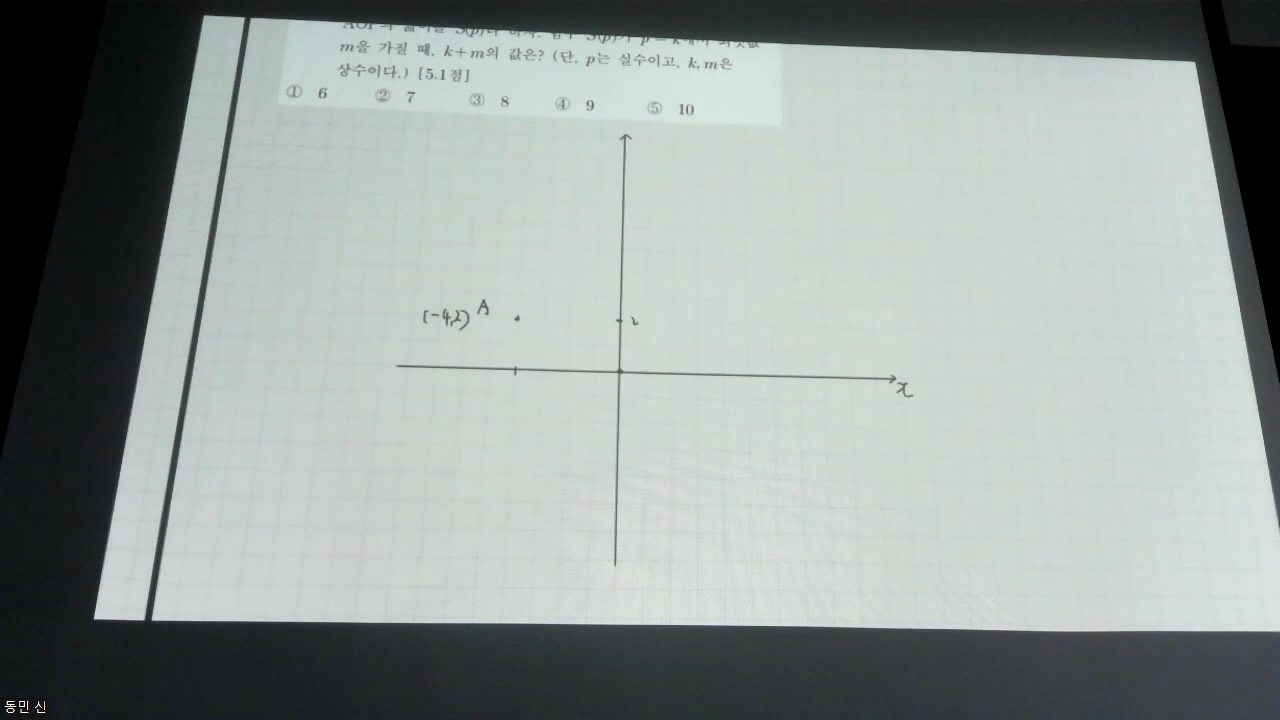 m을 가질 때, k+m의 값은? (단, p는 실수이고, k, m은
상수이다.) [5.1점]
① 6 ② 7 ③ 8 ④ 9 ⑤ 10
(-4,2) A
2
x
동민 신